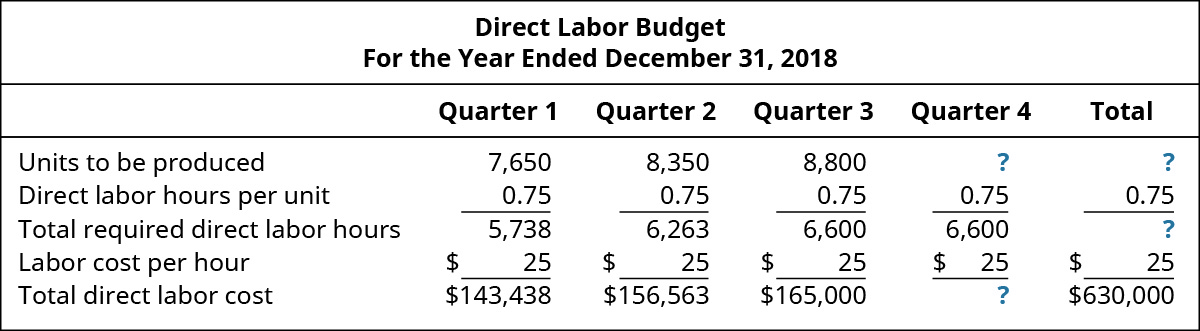 Direct Labor Budget
For the Year Ended December 31, 2018
Quarter 1 Quarter 2 Quarter 3 Quarter 4 Total
Units to be produced 7,650 8,350 8,800 ? ?
Direct labor hours per unit 0.75 0.75 0.75 0.75 0.75
Total required direct labor hours 5,738 6,263 6,600 6,600 ?
Labor cost per hour $ 25 $ 25 $ 25 $ 25 $ 25
Total direct labor cost $143,438 $156,563 $165,000 ? $630,000